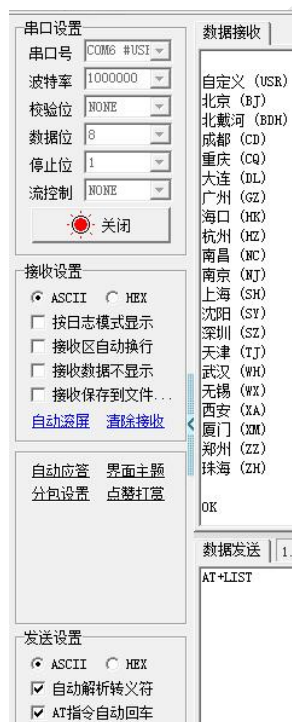 串口设置
串口号 COM6 #USI
波特率 1000000
校验位 NONE
数据位 8
停止位 1
流控制 NONE
关闭
接收设置
ASCII HEX
按日志模式显示
接收区自动换行
接收数据不显示
接收保存到文件...
自动滚屏 清除接收
自动应答 界面主题
分包设置 点赞打赏
发送设置
ASCII HEX
自动解析转义符
AT指令自动回车
数据接收
自定义 (USR)
北京 (BJ)
北戴河 (BDH)
成都 (CD)
重庆 (CQ)
大连 (DL)
广州 (GZ)
海口 (HK)
杭州 (HZ)
南昌 (NC)
南京 (NJ)
上海 (SH)
沈阳 (SY)
深圳 (SZ)
天津 (TJ)
武汉 (WH)
无锡 (WX)
西安 (XA)
厦门 (XM)
郑州 (ZZ)
珠海 (ZH)
OK
数据发送 1.
AT+LIST